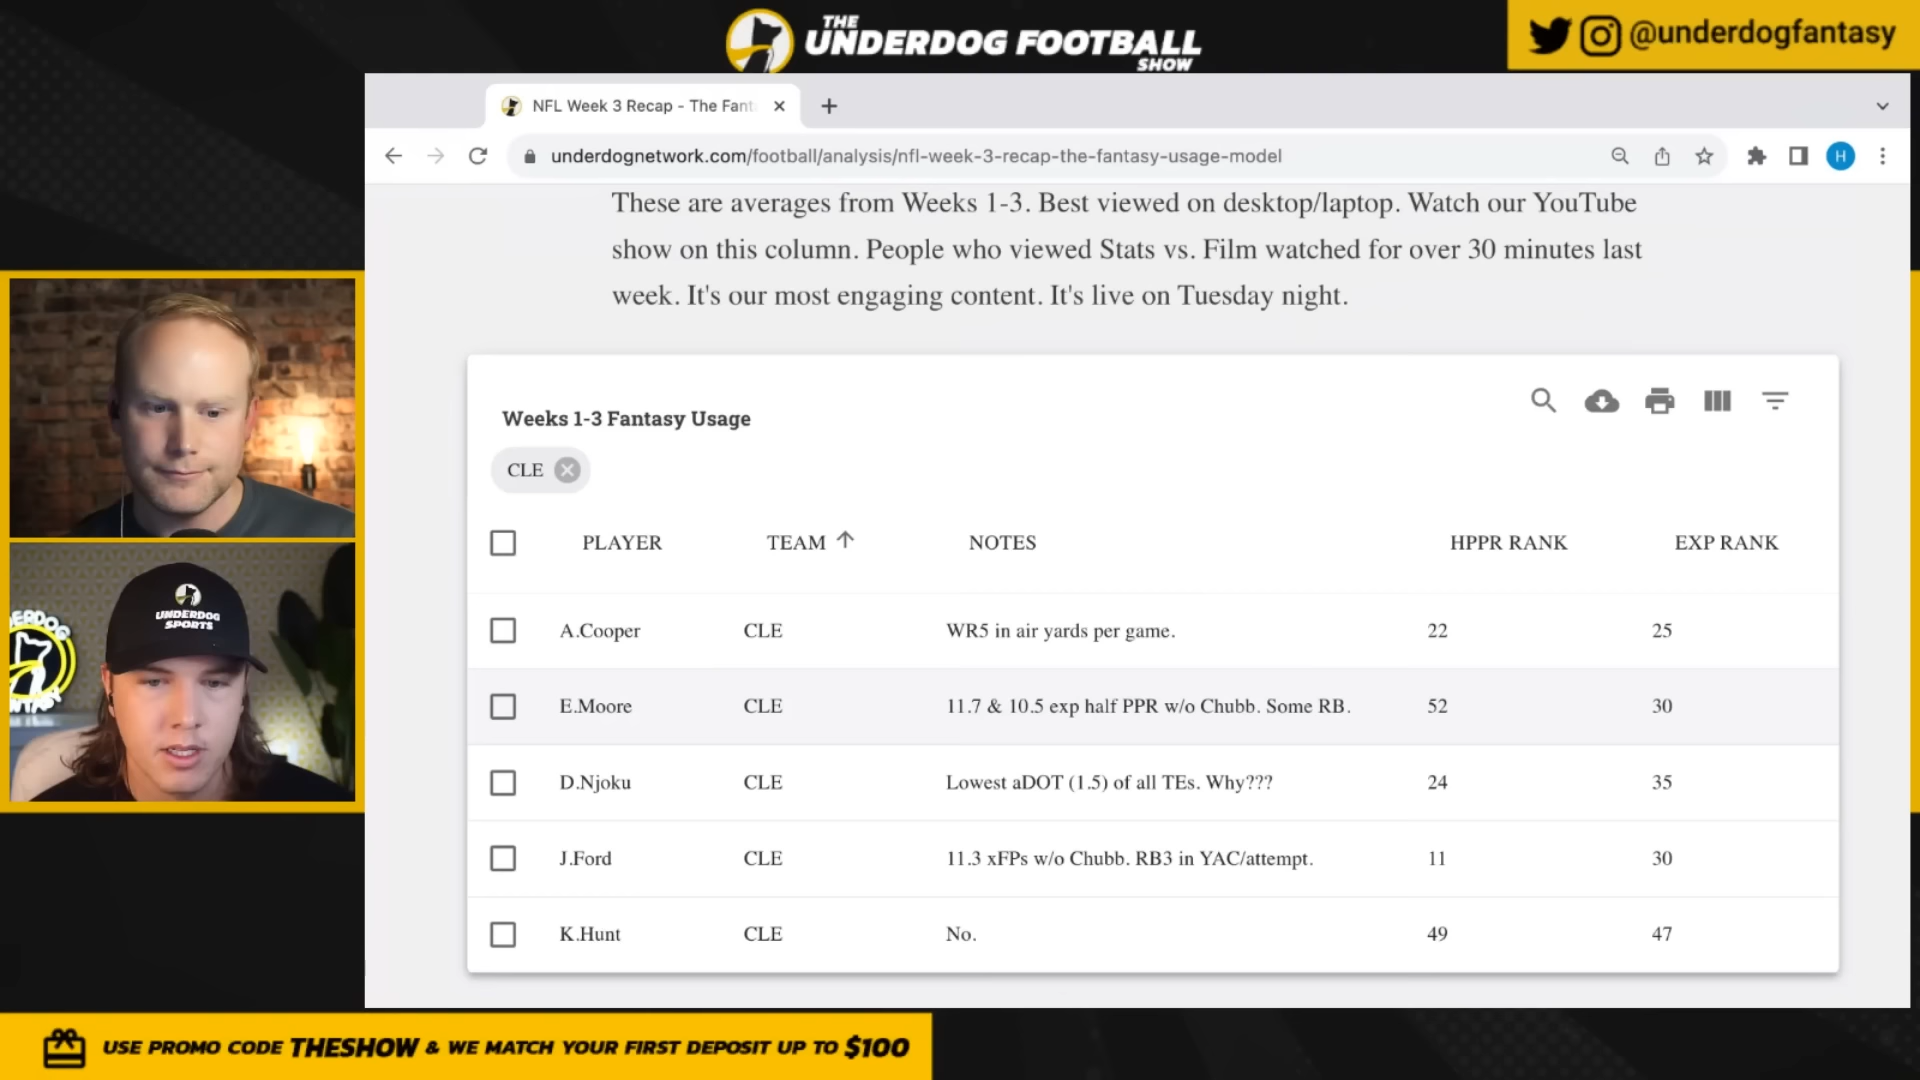 THE
UNDERDOG FOOTBALL
SHOW
@underdogfantasy
NFL Week 3 Recap - The Fant
underdognetwork.com/football/analysis/nfl-week-3-recap-the-fantasy-usage-model
H
These are averages from Weeks 1-3. Best viewed on desktop/laptop. Watch our YouTube
show on this column. People who viewed Stats vs. Film watched for over 30 minutes last
week. It's our most engaging content. It's live on Tuesday night.
Weeks 1-3 Fantasy Usage
CLE
PLAYER TEAM NOTES HPPR RANK EXP RANK
A.Cooper CLE WR5 in air yards per game. 22 25
E.Moore CLE 11.7 & 10.5 exp half PPR w/o Chubb. Some RB. 52 30
D.Njoku CLE Lowest aDOT (1.5) of all TEs. Why??? 24 35
J.Ford CLE 11.3 xFPs w/o Chubb. RB3 in YAC/attempt. 11 30
K.Hunt CLE No. 49 47
UNDERDOG
SPORTS
USE PROMO CODE THESHOW & WE MATCH YOUR FIRST DEPOSIT UP TO $100